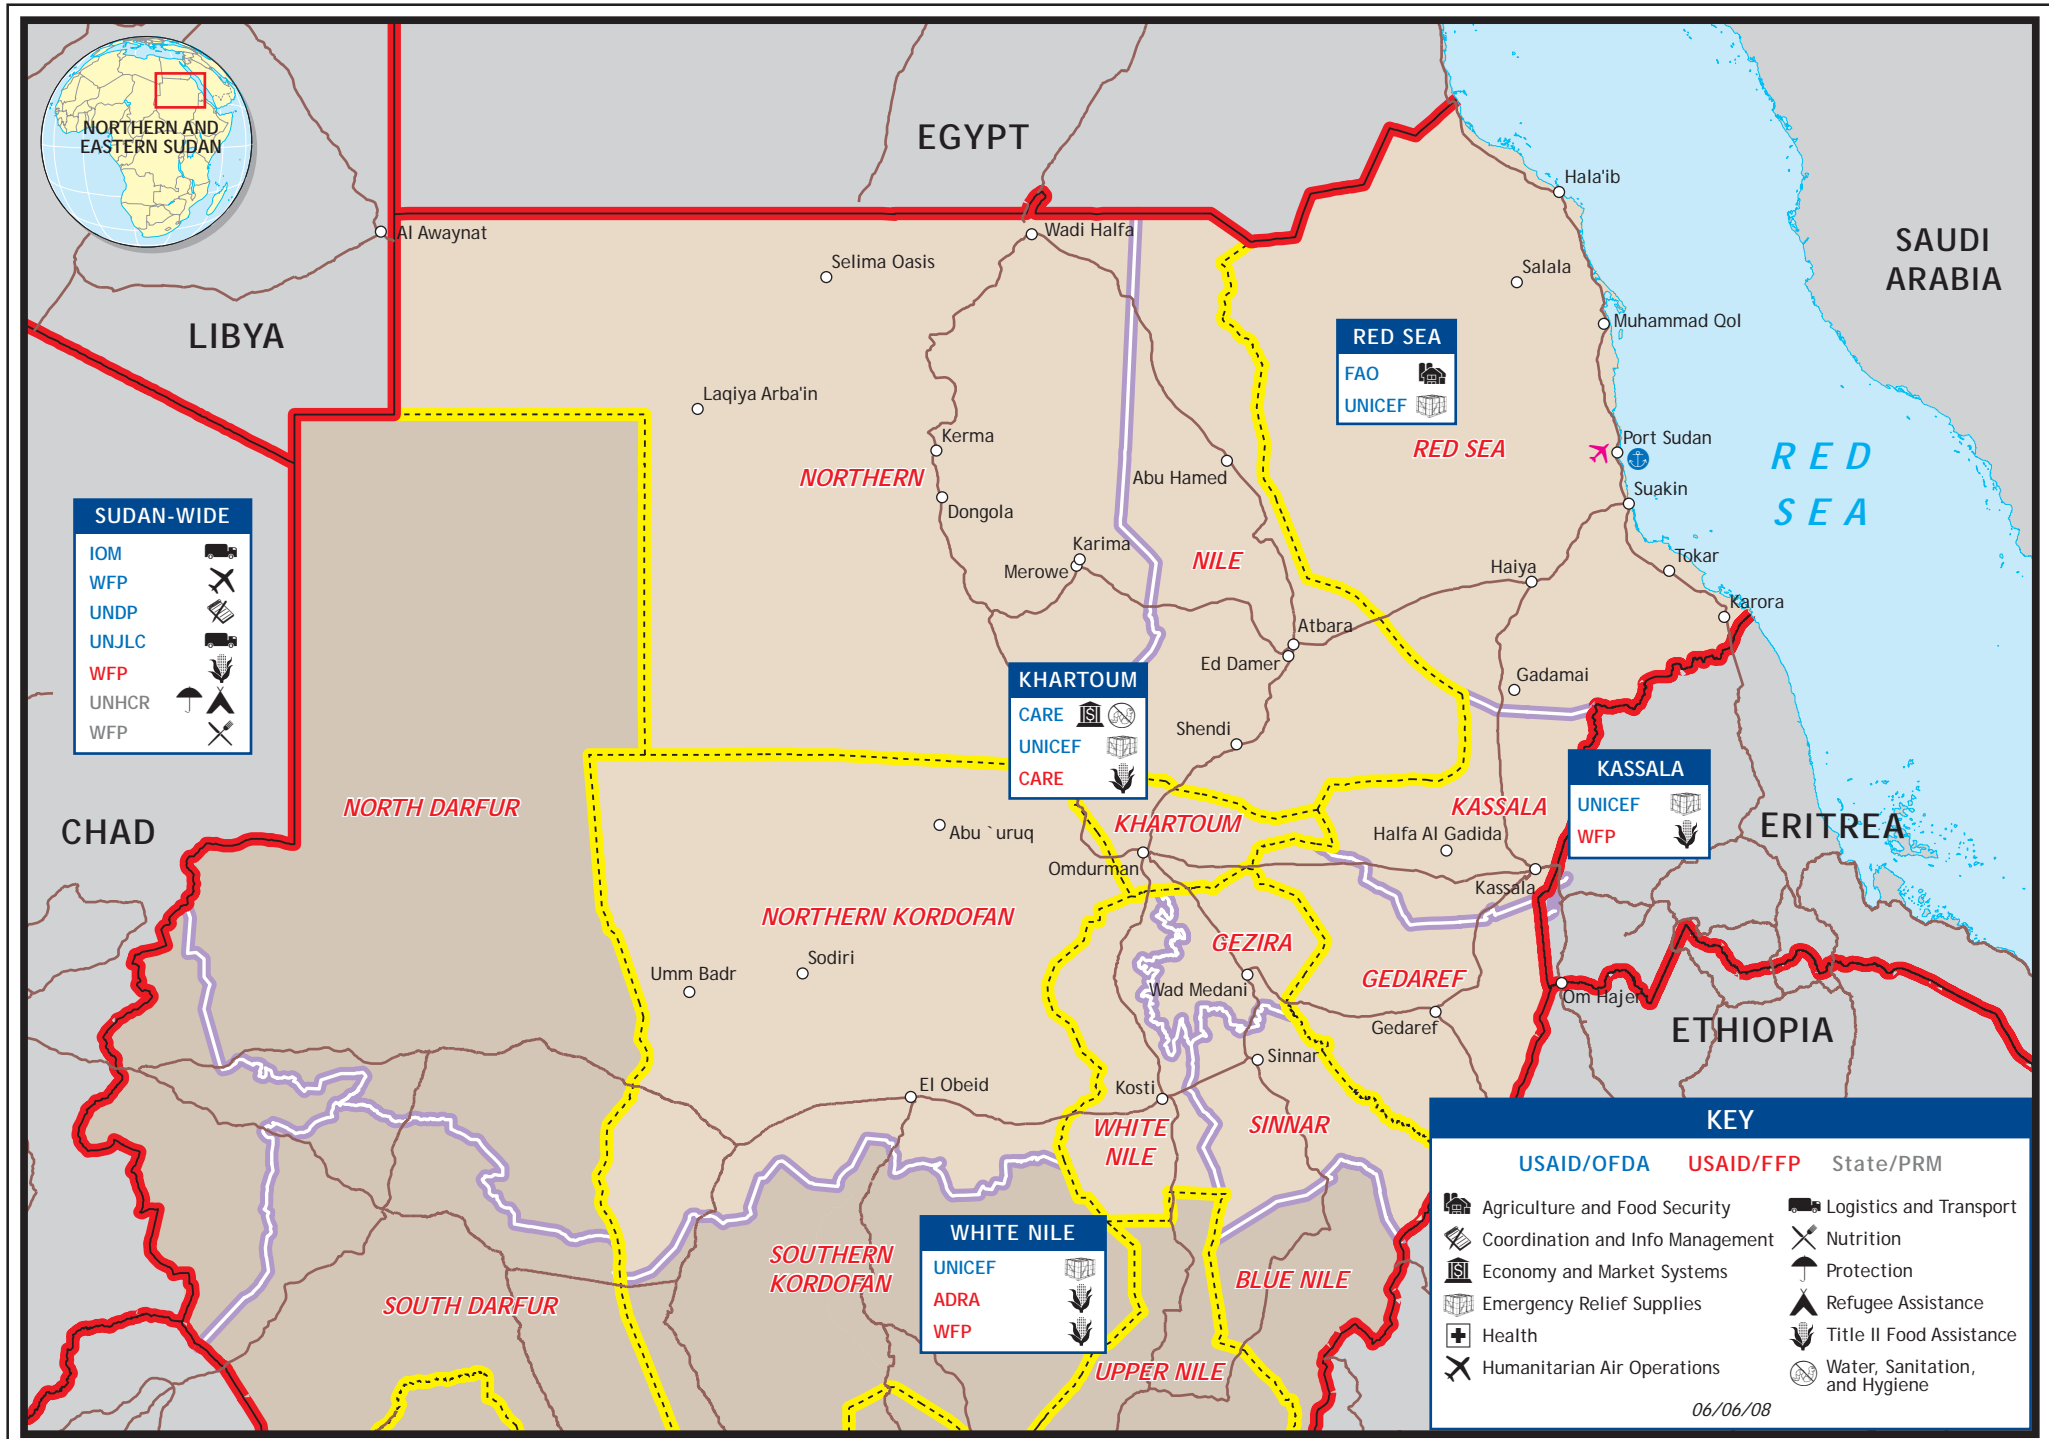 NORTHERN AND
EASTERN SUDAN
EGYPT
SAUDI
ARABIA
LIBYA
CHAD
ERITREA
ETHIOPIA
RED
SEA
Al Awaynat
Wadi Halfa
Selima Oasis
Hala'ib
Salala
Muhammad Qol
Laqiya Arba'in
Kerma
Dongola
Abu Hamed
Port Sudan
Suakin
Karima
Merowe
Haiya
Tokar
Karora
Atbara
Ed Damer
Gadamai
Shendi
Abu `uruq
Halfa Al Gadida
Omdurman
Kassala
Sodiri
Umm Badr
Wad Medani
Gedaref
Om Hajer
Sinnar
El Obeid
Kosti
NORTHERN
NILE
RED SEA
NORTH DARFUR
KHARTOUM
KASSALA
NORTHERN KORDOFAN
GEZIRA
GEDAREF
WHITE
NILE
SINNAR
SOUTHERN
KORDOFAN
SOUTH DARFUR
BLUE NILE
UPPER NILE
RED SEA
FAO
UNICEF
SUDAN-WIDE
IOM
WFP
UNDP
UNJLC
WFP
UNHCR
WFP
KHARTOUM
CARE
UNICEF
CARE
KASSALA
UNICEF
WFP
WHITE NILE
UNICEF
ADRA
WFP
KEY
USAID/OFDA USAID/FFP State/PRM
Agriculture and Food Security
Coordination and Info Management
Economy and Market Systems
Emergency Relief Supplies
Health
Humanitarian Air Operations
Logistics and Transport
Nutrition
Protection
Refugee Assistance
Title II Food Assistance
Water, Sanitation,
and Hygiene
06/06/08